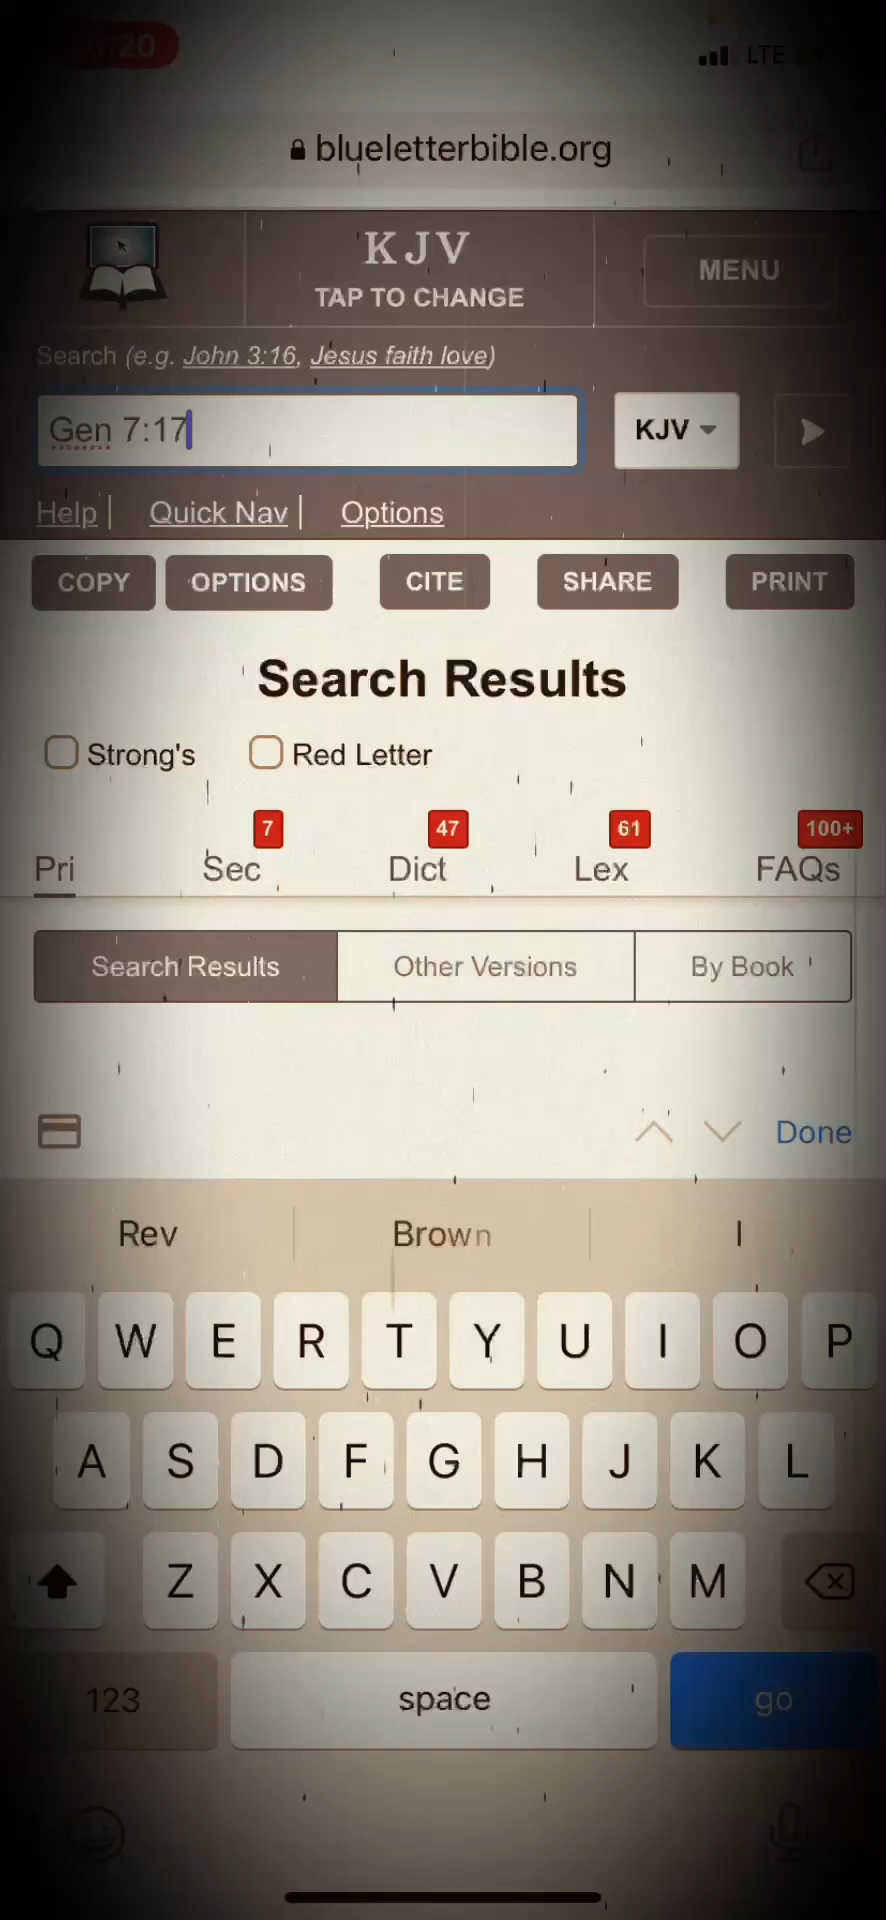 :20
LTE
blueletterbible.org
KJV
TAP TO CHANGE
MENU
Search (e.g. John 3:16, Jesus faith love)
Gen 7:17
KJV
Help | Quick Nav | Options
COPY OPTIONS CITE SHARE PRINT
Search Results
Strong's Red Letter
7 47 61 100+
Pri Sec Dict Lex FAQs
Search Results Other Versions By Book
Done
Rev Brown I
Q W E R T Y U I O P
A S D F G H J K L
Z X C V B N M
123 space go